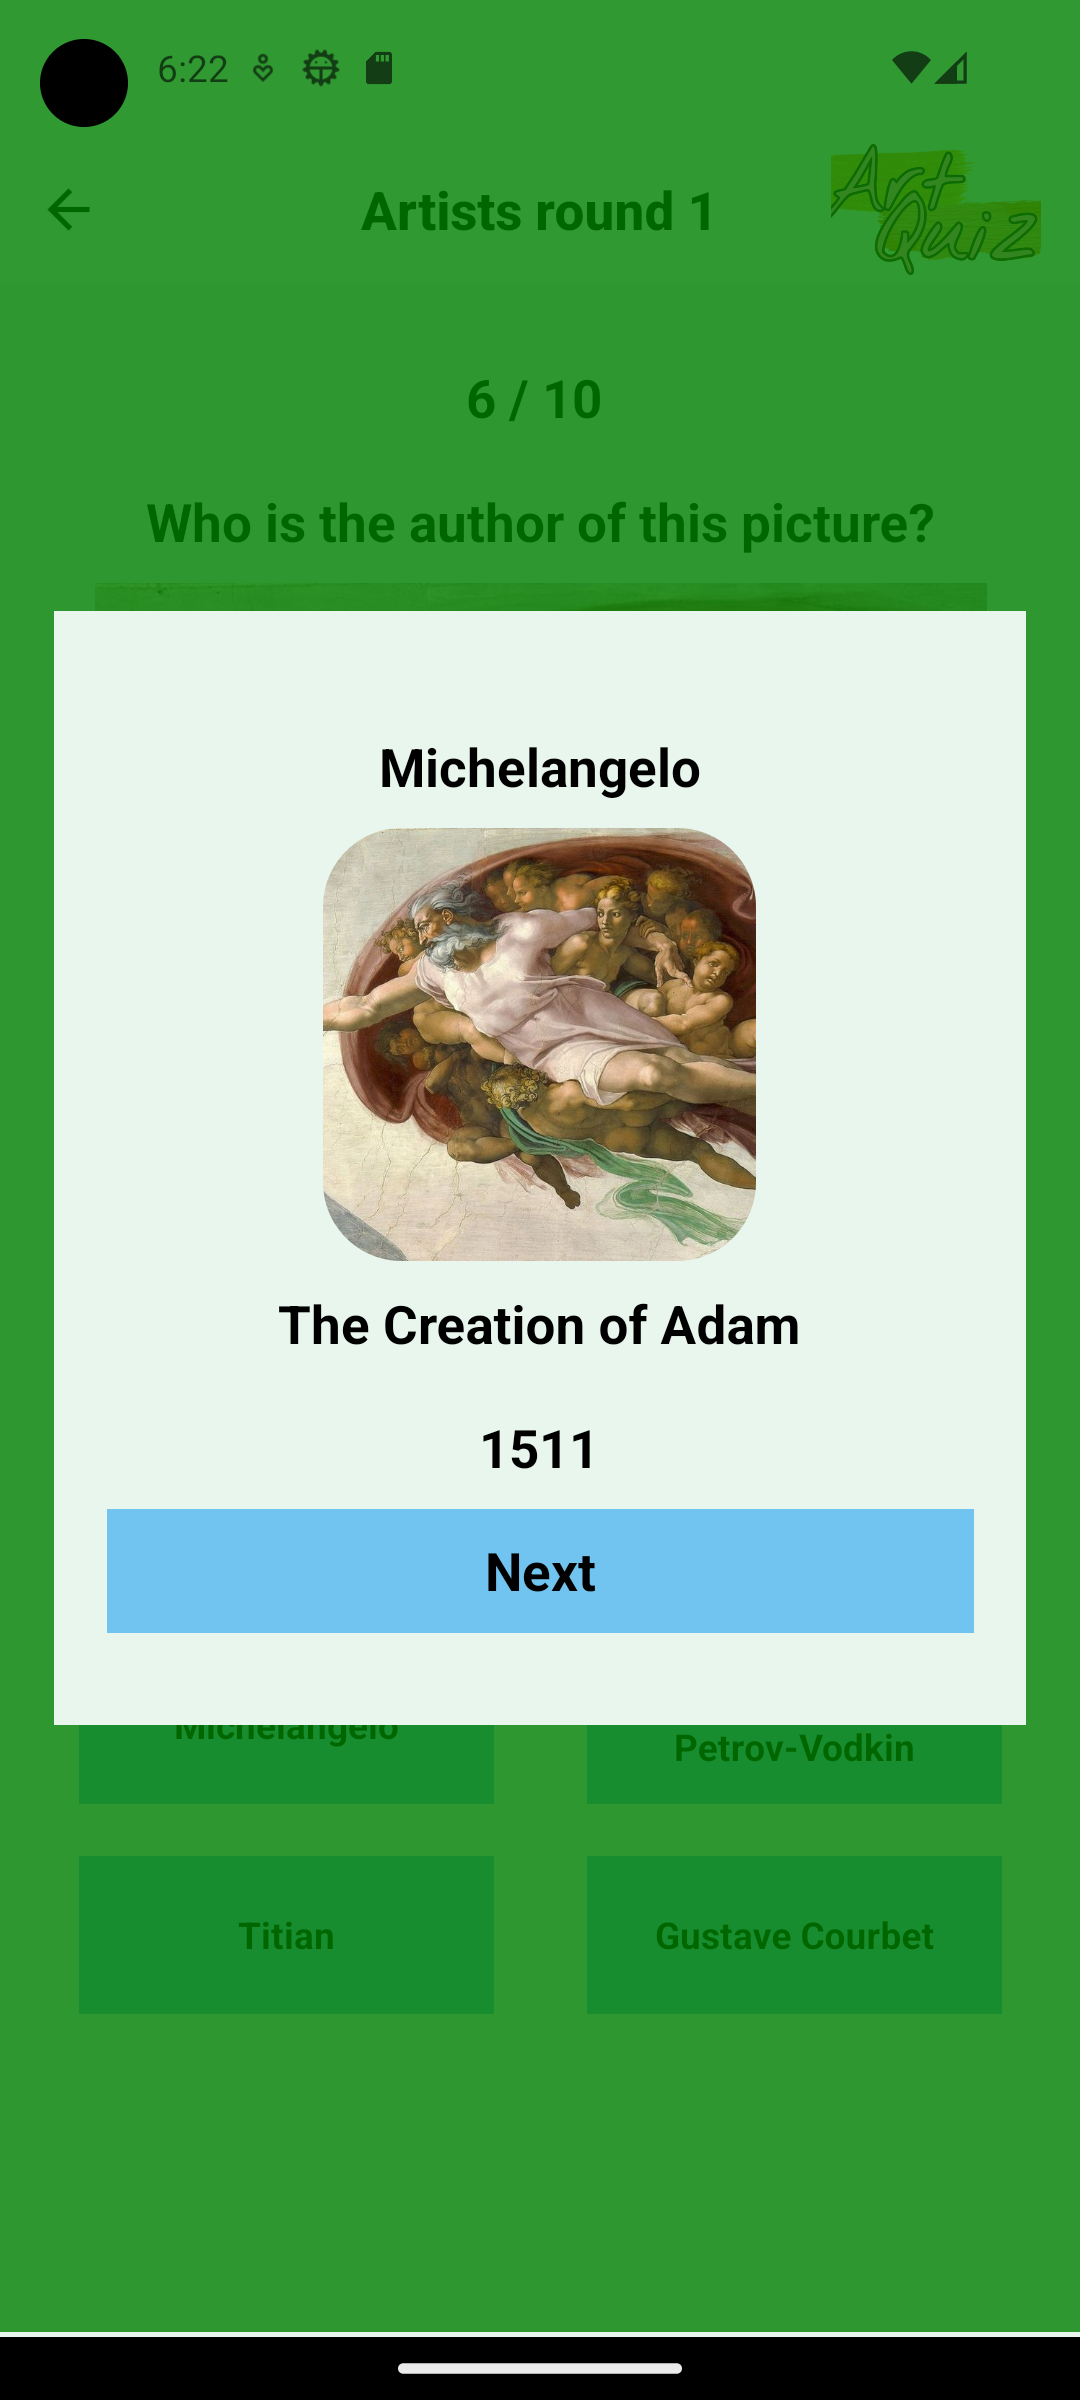 6:22
Artists round 1
Art
Quiz
6 / 10
Who is the author of this picture?
Michelangelo
The Creation of Adam
1511
Next
Michelangelo
Petrov-Vodkin
Titian
Gustave Courbet